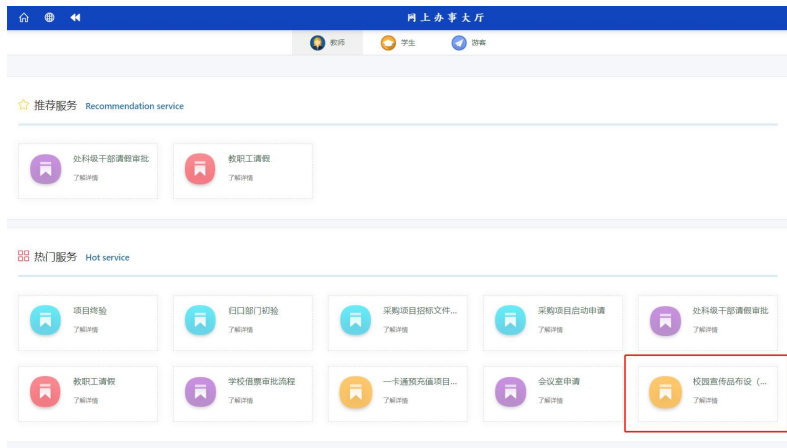 网上办事大厅
教师 学生 游客
推荐服务 Recommendation service
处科级干部请假审批
了解详情
教职工请假
了解详情
热门服务 Hot service
项目终验
了解详情
归口部门初验
了解详情
采购项目招标文件...
了解详情
采购项目启动申请
了解详情
处科级干部请假审批
了解详情
教职工请假
了解详情
学校借票审批流程
了解详情
一卡通预充值项目...
了解详情
会议室申请
了解详情
校园宣传品布设（...
了解详情